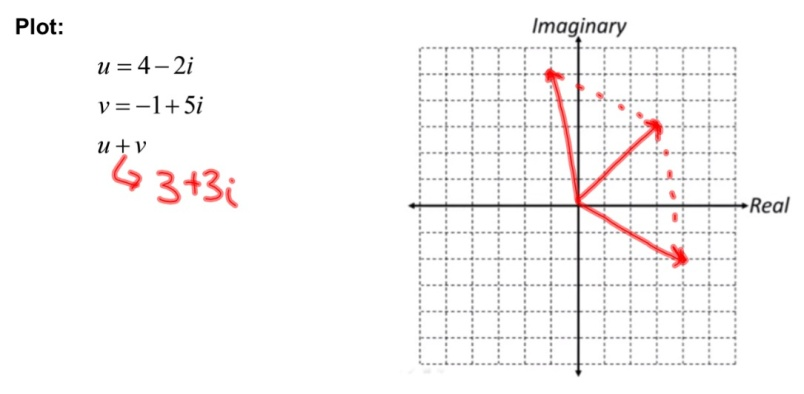 Plot:
Imaginary
u = 4 − 2i
v = −1 + 5i
u + v
↳ 3+3i
Real